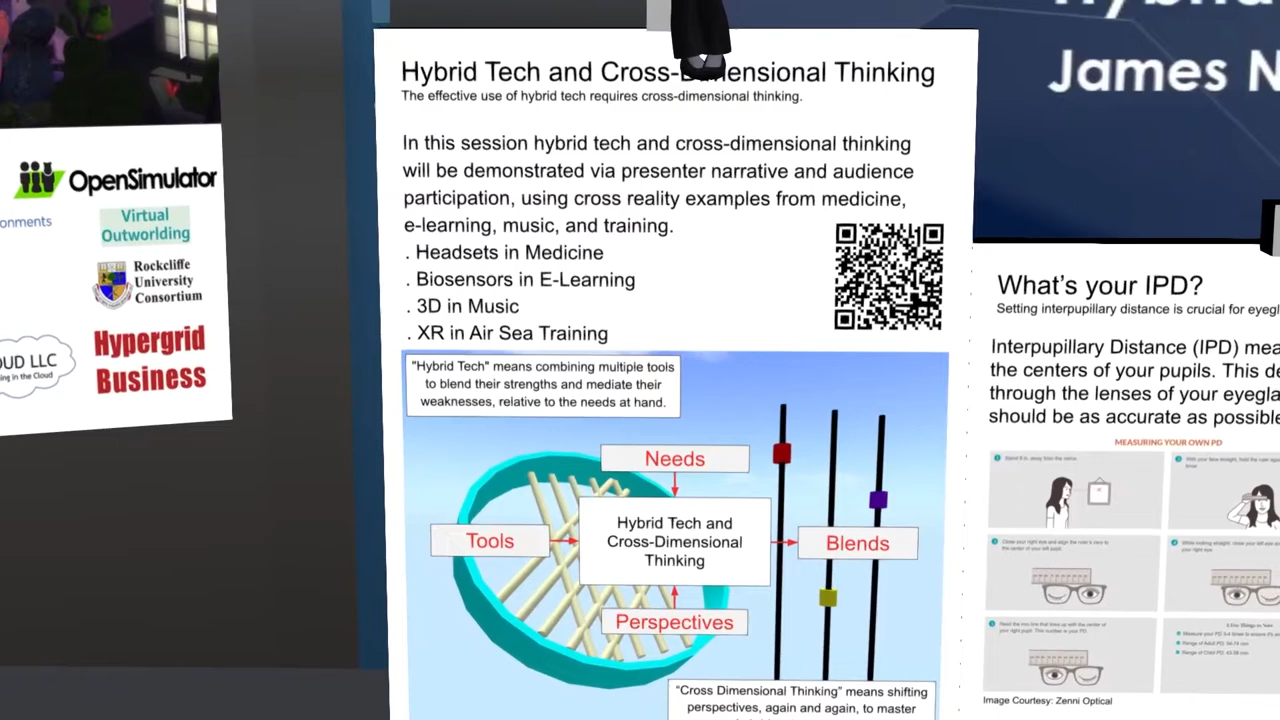 OpenSimulator
onments
Virtual
Outworlding
Rockcliffe
University
Consortium
OUD LLC
ing in the Cloud
Hypergrid
Business
Hybrid Tech and Cross-Dimensional Thinking
The effective use of hybrid tech requires cross-dimensional thinking.
In this session hybrid tech and cross-dimensional thinking
will be demonstrated via presenter narrative and audience
participation, using cross reality examples from medicine,
e-learning, music, and training.
. Headsets in Medicine
. Biosensors in E-Learning
. 3D in Music
. XR in Air Sea Training
"Hybrid Tech" means combining multiple tools
to blend their strengths and mediate their
weaknesses, relative to the needs at hand.
Needs
Tools
Hybrid Tech and
Cross-Dimensional
Thinking
Blends
Perspectives
"Cross Dimensional Thinking" means shifting
perspectives, again and again, to master
James N
What's your IPD?
Setting interpupillary distance is crucial for eyegl
Interpupillary Distance (IPD) mea
the centers of your pupils. This de
through the lenses of your eyegla
should be as accurate as possible
MEASURING YOUR OWN PD
Image Courtesy: Zenni Optical